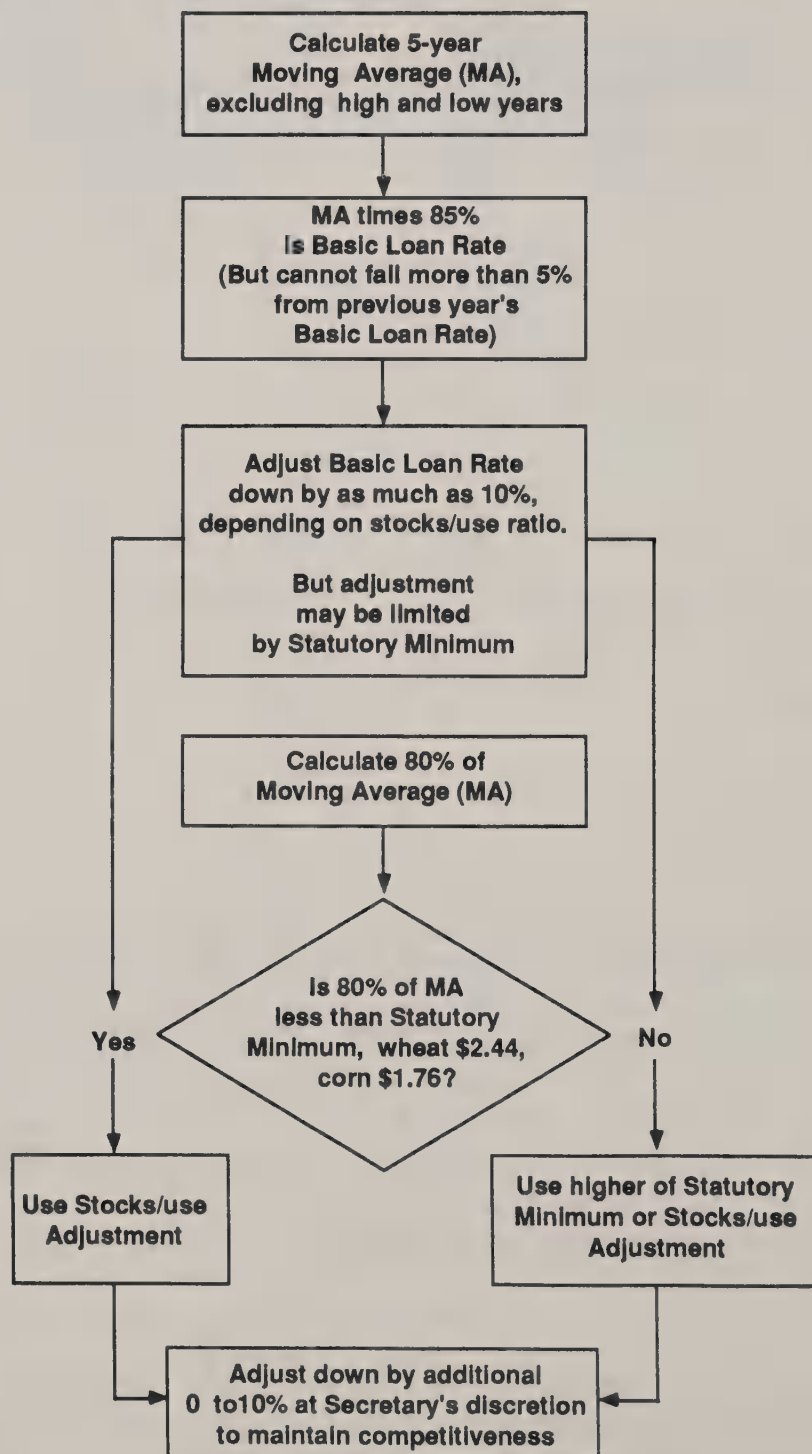 Calculate 5-year
Moving Average (MA),
excluding high and low years
MA times 85%
is Basic Loan Rate
(But cannot fall more than 5%
from previous year's
Basic Loan Rate)
Adjust Basic Loan Rate
down by as much as 10%,
depending on stocks/use ratio.
But adjustment
may be limited
by Statutory Minimum
Calculate 80% of
Moving Average (MA)
Is 80% of MA
less than Statutory
Minimum, wheat $2.44,
corn $1.76?
Yes
No
Use Stocks/use
Adjustment
Use higher of Statutory
Minimum or Stocks/use
Adjustment
Adjust down by additional
0 to10% at Secretary's discretion
to maintain competitiveness